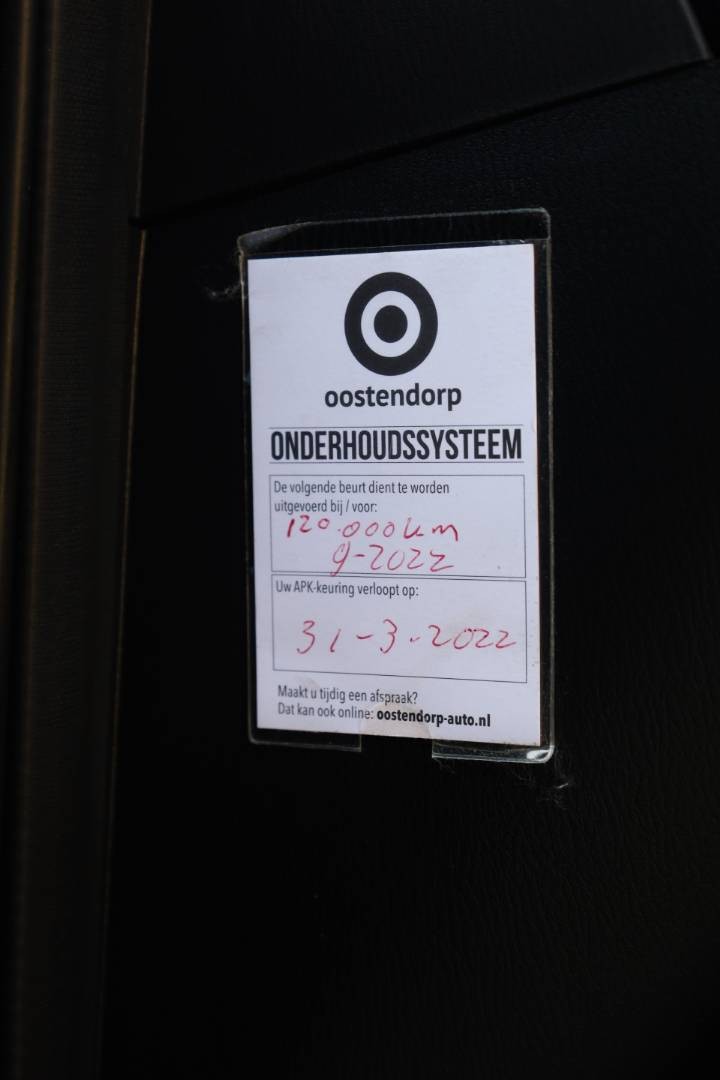 oostendorp
ONDERHOUDSSYSTEEM
De volgende beurt dient te worden
uitgevoerd bij / voor:
120.000km
9-2022
Uw APK-keuring verloopt op:
31-3-2022
Maakt u tijdig een afspraak?
Dat kan ook online: oostendorp-auto.nl